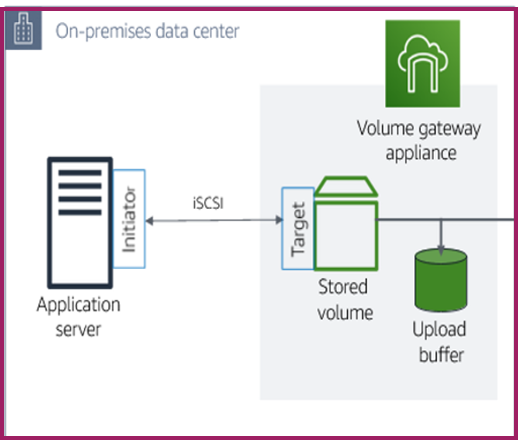 On-premises data center
Volume gateway
appliance
Initiator
iSCSI
Target
Application
server
Stored
volume
Upload
buffer